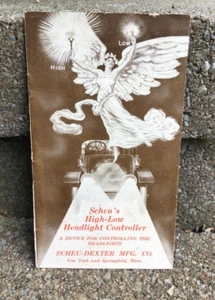 Low
High
Scheu's
High-Low
Headlight Controller
A DEVICE FOR CONTROLLING THE
HEADLIGHTS
SCHEU-DEXTER MFG. CO.
New York and Springfield, Mass.